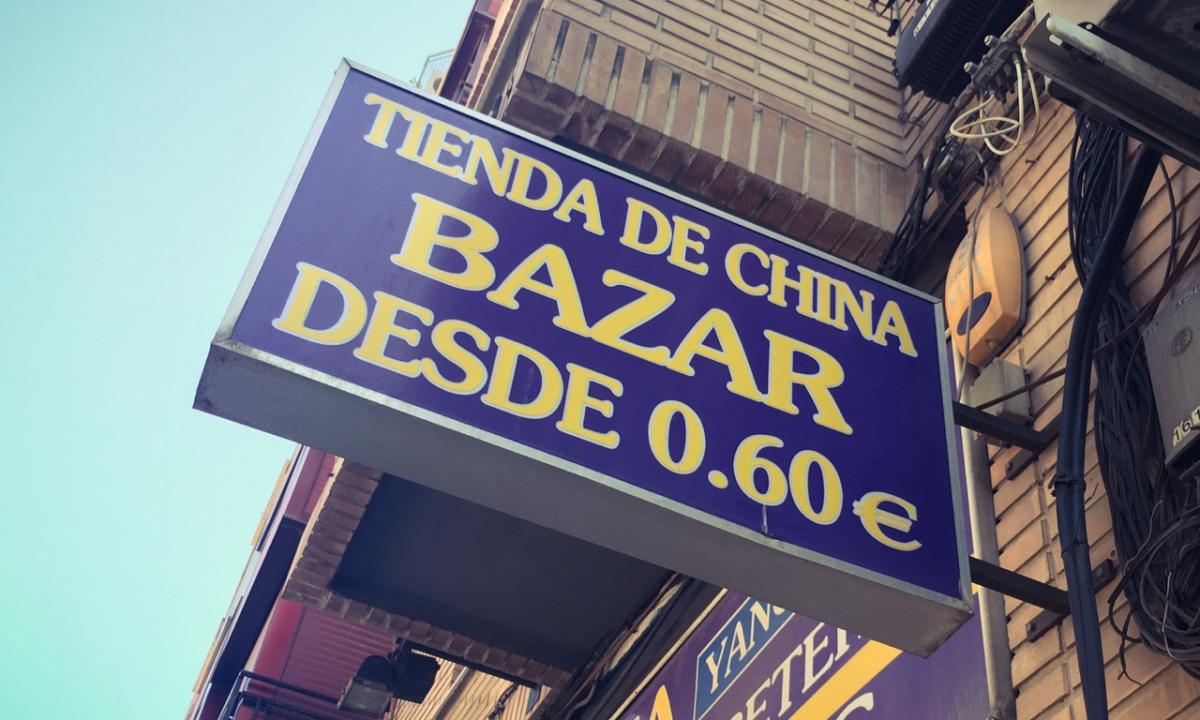 TIENDA DE CHINA
BAZAR
DESDE 0.60€